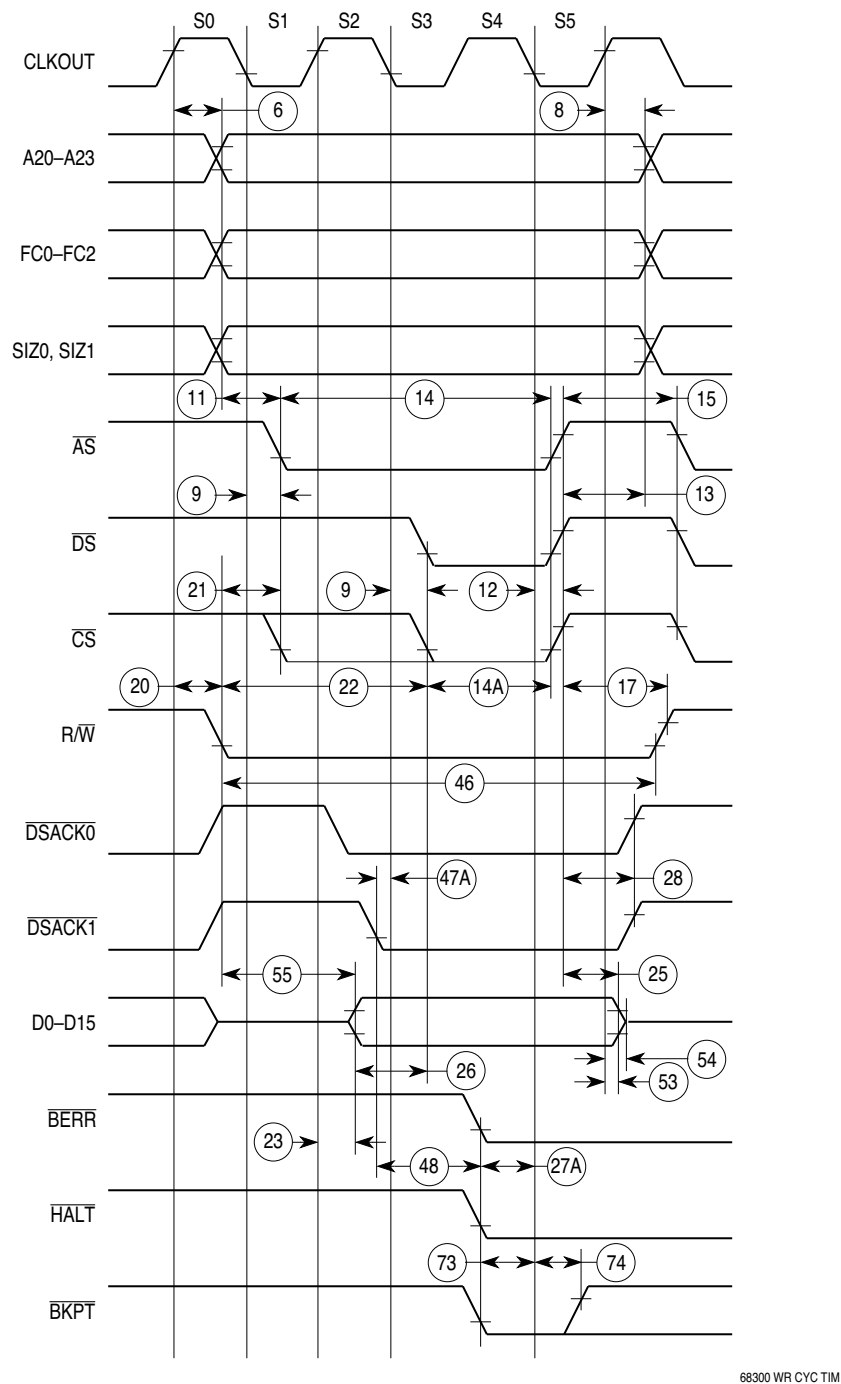 S0 S1 S2 S3 S4 S5
CLKOUT
6 8
A20–A23
FC0–FC2
SIZ0, SIZ1
11 14 15
AS
9 13
DS
21 9 12
CS
20 22 14A 17
R/W
46
DSACK0
47A 28
DSACK1
55 25
D0–D15
54
26
53
BERR
23
48 27A
HALT
73 74
BKPT
68300 WR CYC TIM